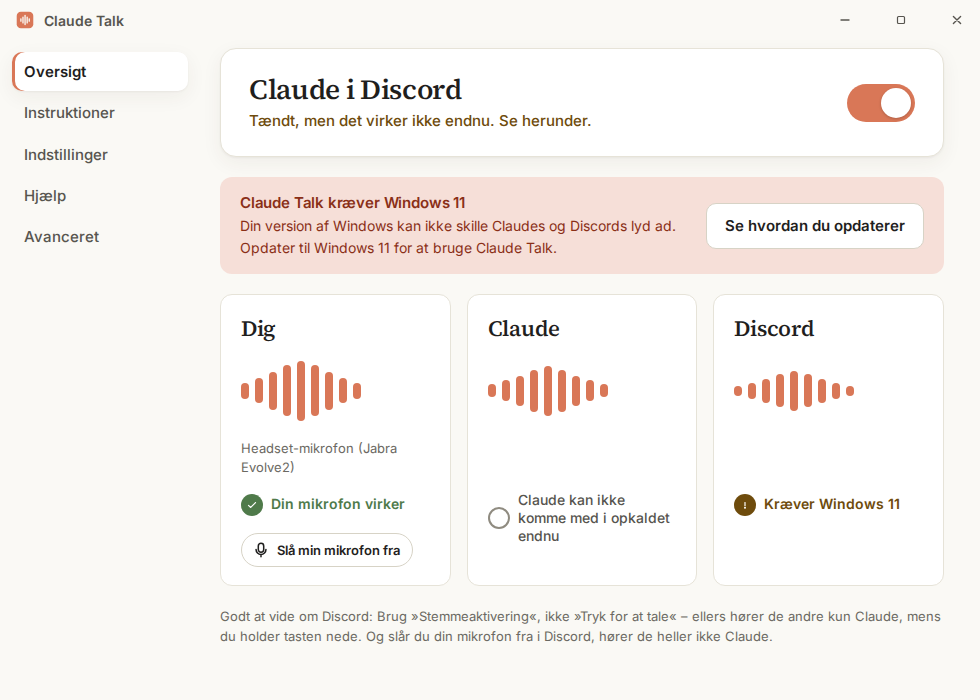 Claude Talk
Oversigt
Instruktioner
Indstillinger
Hjælp
Avanceret
Claude i Discord
Tændt, men det virker ikke endnu. Se herunder.
Claude Talk kræver Windows 11
Din version af Windows kan ikke skille Claudes og Discords lyd ad.
Opdater til Windows 11 for at bruge Claude Talk.
Se hvordan du opdaterer
Dig
Headset-mikrofon (Jabra
Evolve2)
Din mikrofon virker
Slå min mikrofon fra
Claude
Claude kan ikke
komme med i opkaldet
endnu
Discord
Kræver Windows 11
Godt at vide om Discord: Brug »Stemmeaktivering«, ikke »Tryk for at tale« – ellers hører de andre kun Claude, mens
du holder tasten nede. Og slår du din mikrofon fra i Discord, hører de heller ikke Claude.